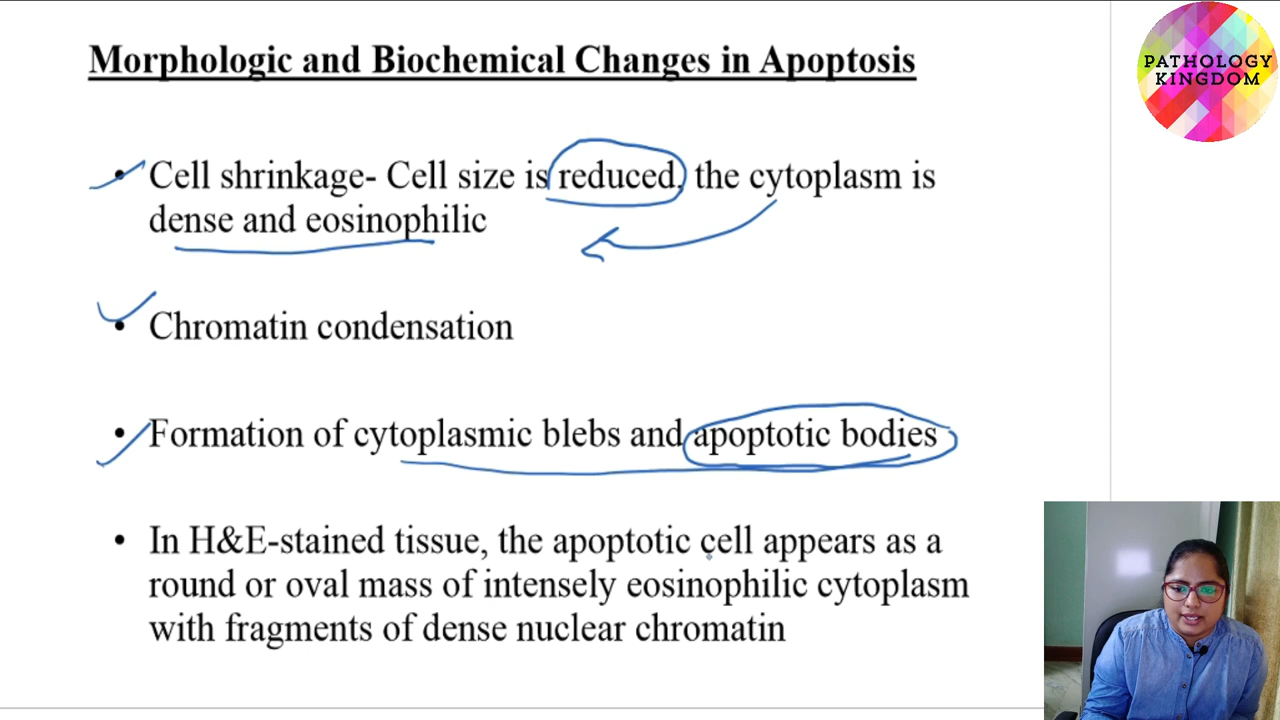 Morphologic and Biochemical Changes in Apoptosis
PATHOLOGY
KINGDOM
• Cell shrinkage- Cell size is reduced, the cytoplasm is
dense and eosinophilic
• Chromatin condensation
• Formation of cytoplasmic blebs and apoptotic bodies
• In H&E-stained tissue, the apoptotic cell appears as a
round or oval mass of intensely eosinophilic cytoplasm
with fragments of dense nuclear chromatin